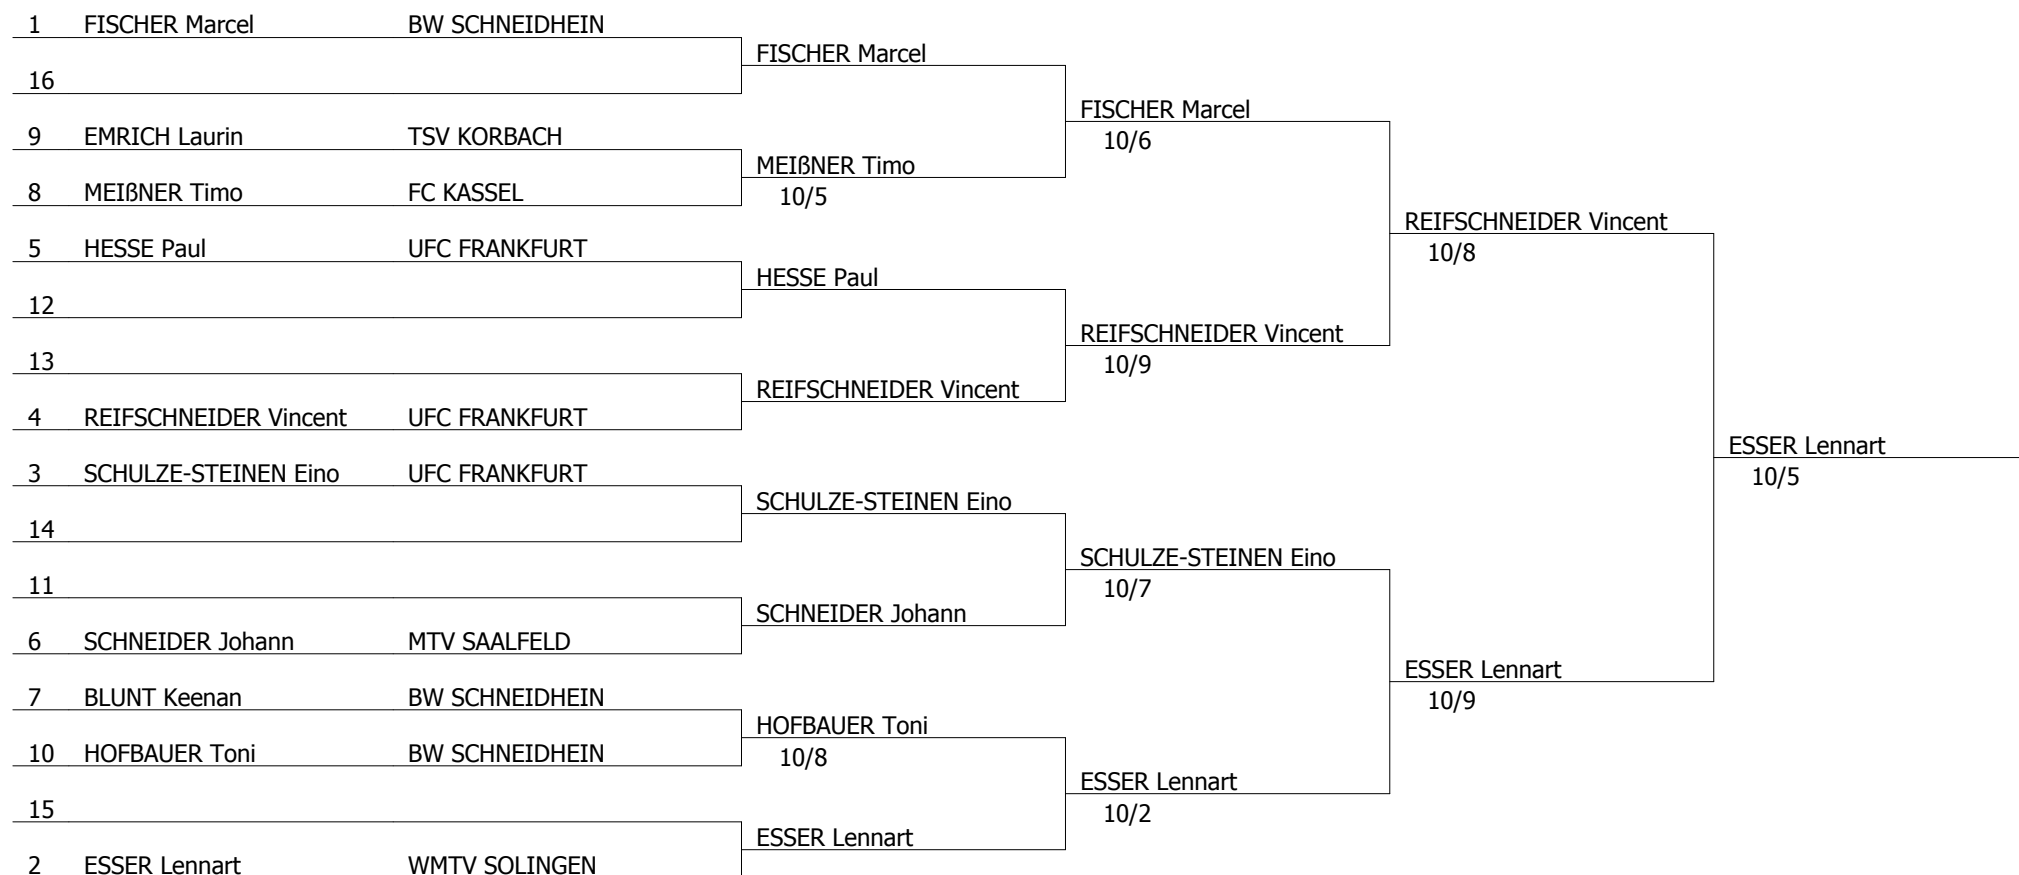 1 FISCHER Marcel BW SCHNEIDHEIN
FISCHER Marcel
16
FISCHER Marcel
10/6
9 EMRICH Laurin TSV KORBACH
MEIßNER Timo
10/5
8 MEIßNER Timo FC KASSEL
REIFSCHNEIDER Vincent
10/8
5 HESSE Paul UFC FRANKFURT
HESSE Paul
12
REIFSCHNEIDER Vincent
10/9
13
REIFSCHNEIDER Vincent
4 REIFSCHNEIDER Vincent UFC FRANKFURT
ESSER Lennart
10/5
3 SCHULZE-STEINEN Eino UFC FRANKFURT
SCHULZE-STEINEN Eino
14
SCHULZE-STEINEN Eino
10/7
11
SCHNEIDER Johann
6 SCHNEIDER Johann MTV SAALFELD
ESSER Lennart
10/9
7 BLUNT Keenan BW SCHNEIDHEIN
HOFBAUER Toni
10/8
10 HOFBAUER Toni BW SCHNEIDHEIN
ESSER Lennart
10/2
15
ESSER Lennart
2 ESSER Lennart WMTV SOLINGEN